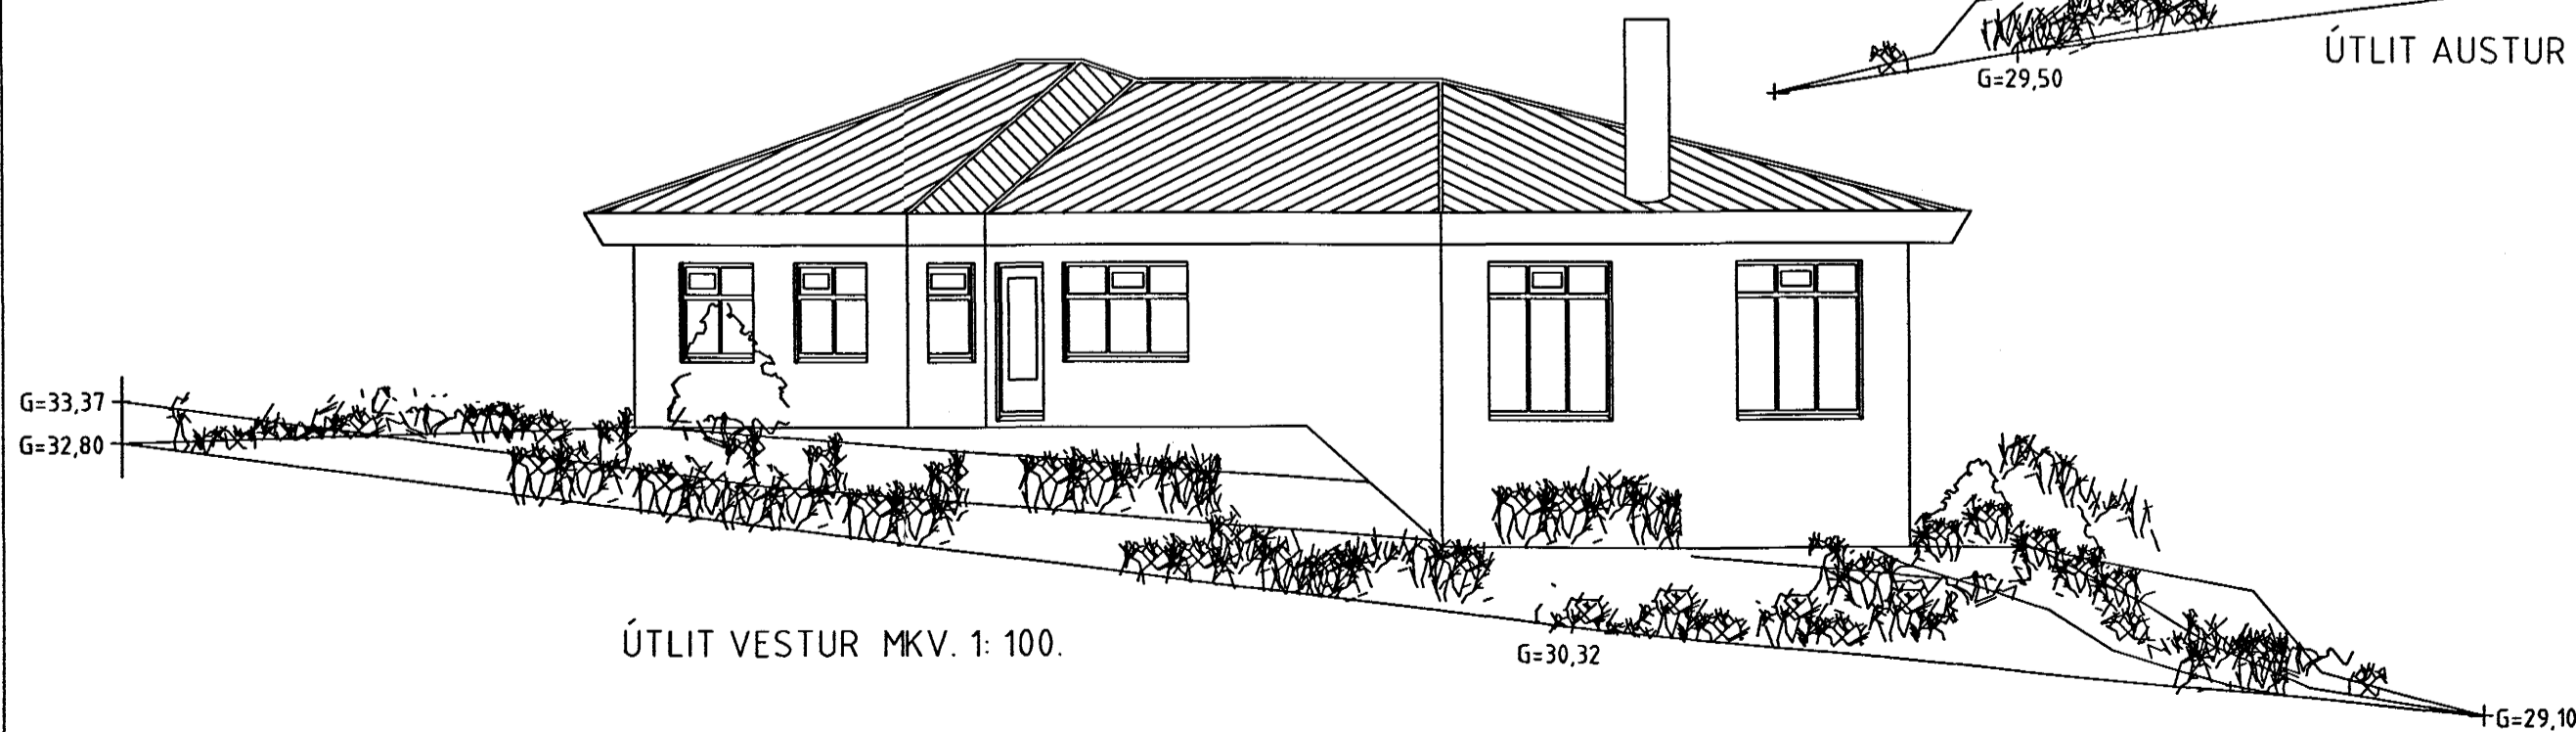 ÚTLIT AUSTUR
G=29,50
G=33,37
G=32,80
ÚTLIT VESTUR MKV. 1: 100.
G=30,32
G=29,10